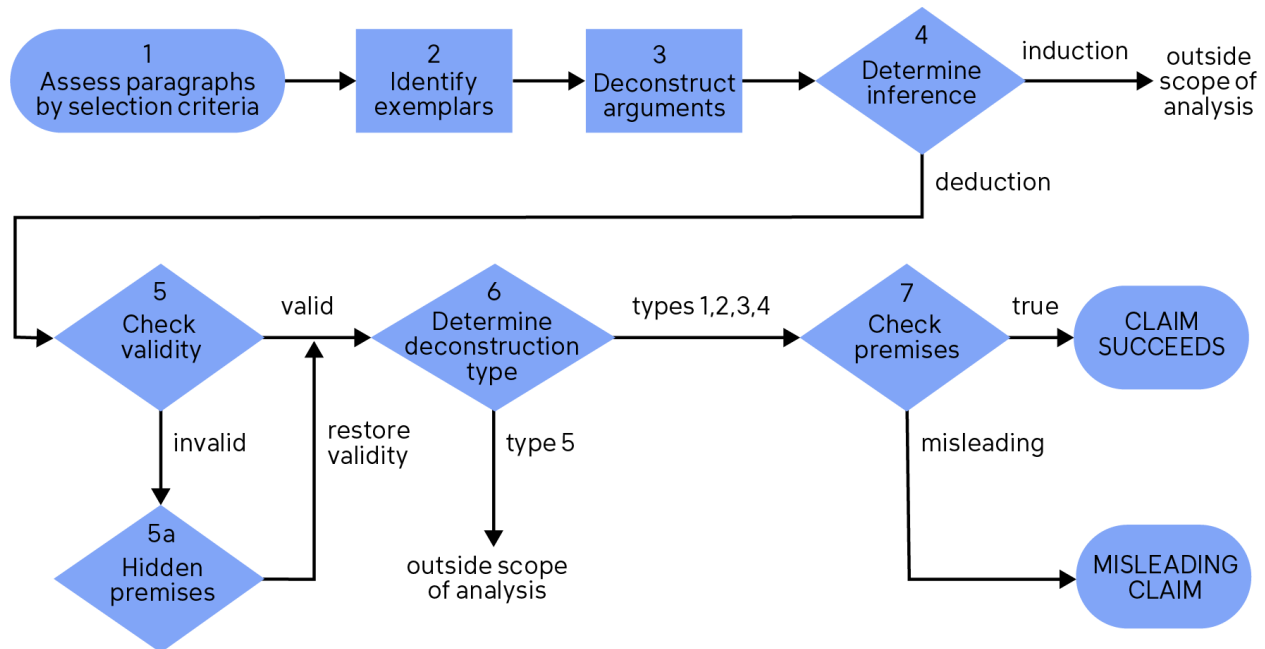 1
Assess paragraphs
by selection criteria
2
Identify
exemplars
3
Deconstruct
arguments
4
Determine
inference
induction
outside
scope of
analysis
deduction
5
Check
validity
valid
6
Determine
deconstruction
type
types 1,2,3,4
7
Check
premises
true
CLAIM
SUCCEEDS
invalid
restore
validity
type 5
misleading
5a
Hidden
premises
outside scope
of analysis
MISLEADING
CLAIM